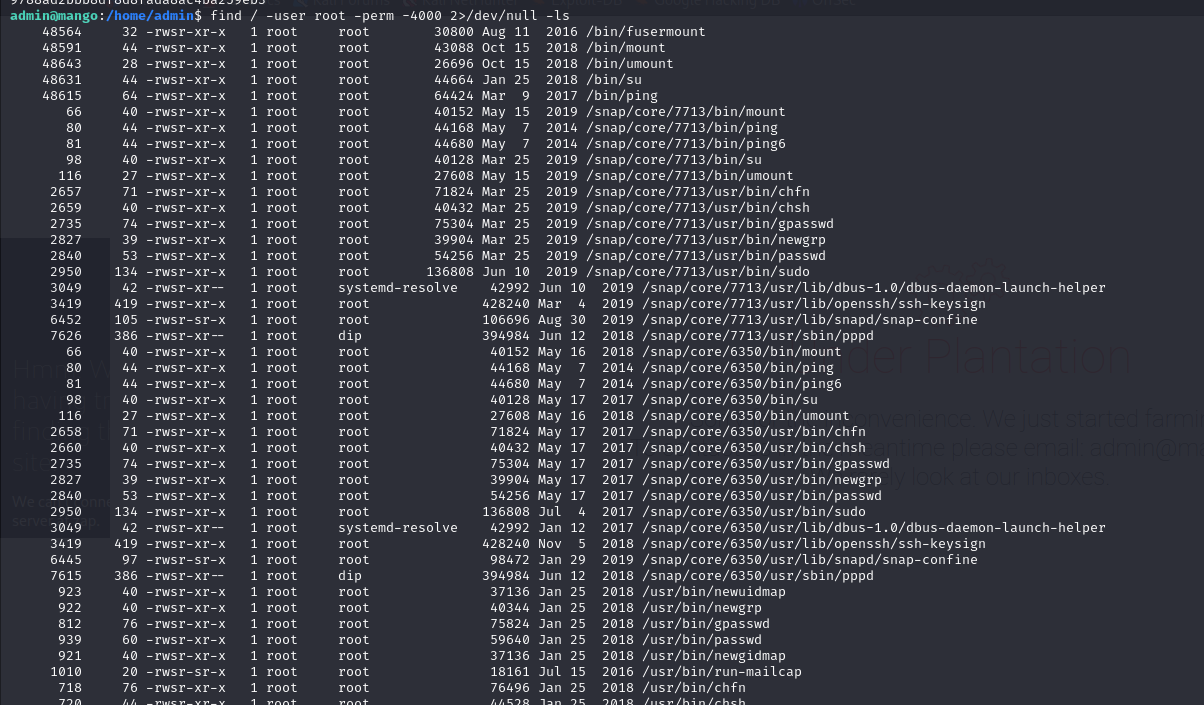 admin@mango:/home/admin$ find / -user root -perm -4000 2>/dev/null -ls
48564 32 -rwsr-xr-x 1 root root 30800 Aug 11 2016 /bin/fusermount
48591 44 -rwsr-xr-x 1 root root 43088 Oct 15 2018 /bin/mount
48643 28 -rwsr-xr-x 1 root root 26696 Oct 15 2018 /bin/umount
48631 44 -rwsr-xr-x 1 root root 44664 Jan 25 2018 /bin/su
48615 64 -rwsr-xr-x 1 root root 64424 Mar 9 2017 /bin/ping
66 40 -rwsr-xr-x 1 root root 40152 May 15 2019 /snap/core/7713/bin/mount
80 44 -rwsr-xr-x 1 root root 44168 May 7 2014 /snap/core/7713/bin/ping
81 44 -rwsr-xr-x 1 root root 44680 May 7 2014 /snap/core/7713/bin/ping6
98 40 -rwsr-xr-x 1 root root 40128 Mar 25 2019 /snap/core/7713/bin/su
116 27 -rwsr-xr-x 1 root root 27608 May 15 2019 /snap/core/7713/bin/umount
2657 71 -rwsr-xr-x 1 root root 71824 Mar 25 2019 /snap/core/7713/usr/bin/chfn
2659 40 -rwsr-xr-x 1 root root 40432 Mar 25 2019 /snap/core/7713/usr/bin/chsh
2735 74 -rwsr-xr-x 1 root root 75304 Mar 25 2019 /snap/core/7713/usr/bin/gpasswd
2827 39 -rwsr-xr-x 1 root root 39904 Mar 25 2019 /snap/core/7713/usr/bin/newgrp
2840 53 -rwsr-xr-x 1 root root 54256 Mar 25 2019 /snap/core/7713/usr/bin/passwd
2950 134 -rwsr-xr-x 1 root root 136808 Jun 10 2019 /snap/core/7713/usr/bin/sudo
3049 42 -rwsr-xr-- 1 root systemd-resolve 42992 Jun 10 2019 /snap/core/7713/usr/lib/dbus-1.0/dbus-daemon-launch-helper
3419 419 -rwsr-xr-x 1 root root 428240 Mar 4 2019 /snap/core/7713/usr/lib/openssh/ssh-keysign
6452 105 -rwsr-sr-x 1 root root 106696 Aug 30 2019 /snap/core/7713/usr/lib/snapd/snap-confine
7626 386 -rwsr-xr-- 1 root dip 394984 Jun 12 2018 /snap/core/7713/usr/sbin/pppd
66 40 -rwsr-xr-x 1 root root 40152 May 16 2018 /snap/core/6350/bin/mount
80 44 -rwsr-xr-x 1 root root 44168 May 7 2014 /snap/core/6350/bin/ping
81 44 -rwsr-xr-x 1 root root 44680 May 7 2014 /snap/core/6350/bin/ping6
98 40 -rwsr-xr-x 1 root root 40128 May 17 2017 /snap/core/6350/bin/su
116 27 -rwsr-xr-x 1 root root 27608 May 16 2018 /snap/core/6350/bin/umount
2658 71 -rwsr-xr-x 1 root root 71824 May 17 2017 /snap/core/6350/usr/bin/chfn
2660 40 -rwsr-xr-x 1 root root 40432 May 17 2017 /snap/core/6350/usr/bin/chsh
2735 74 -rwsr-xr-x 1 root root 75304 May 17 2017 /snap/core/6350/usr/bin/gpasswd
2827 39 -rwsr-xr-x 1 root root 39904 May 17 2017 /snap/core/6350/usr/bin/newgrp
2840 53 -rwsr-xr-x 1 root root 54256 May 17 2017 /snap/core/6350/usr/bin/passwd
2950 134 -rwsr-xr-x 1 root root 136808 Jul 4 2017 /snap/core/6350/usr/bin/sudo
3049 42 -rwsr-xr-- 1 root systemd-resolve 42992 Jan 12 2017 /snap/core/6350/usr/lib/dbus-1.0/dbus-daemon-launch-helper
3419 419 -rwsr-xr-x 1 root root 428240 Nov 5 2018 /snap/core/6350/usr/lib/openssh/ssh-keysign
6445 97 -rwsr-sr-x 1 root root 98472 Jan 29 2019 /snap/core/6350/usr/lib/snapd/snap-confine
7615 386 -rwsr-xr-- 1 root dip 394984 Jun 12 2018 /snap/core/6350/usr/sbin/pppd
923 40 -rwsr-xr-x 1 root root 37136 Jan 25 2018 /usr/bin/newuidmap
922 40 -rwsr-xr-x 1 root root 40344 Jan 25 2018 /usr/bin/newgrp
812 76 -rwsr-xr-x 1 root root 75824 Jan 25 2018 /usr/bin/gpasswd
939 60 -rwsr-xr-x 1 root root 59640 Jan 25 2018 /usr/bin/passwd
921 40 -rwsr-xr-x 1 root root 37136 Jan 25 2018 /usr/bin/newgidmap
1010 20 -rwsr-sr-x 1 root root 18161 Jul 15 2016 /usr/bin/run-mailcap
718 76 -rwsr-xr-x 1 root root 76496 Jan 25 2018 /usr/bin/chfn
720 44 -rwsr-xr-x 1 root root 44528 Jan 25 2018 /usr/bin/chsh
der Plantation
nvenience. We just started farmi
eantime please email: admin@ma
ely look at our inboxes